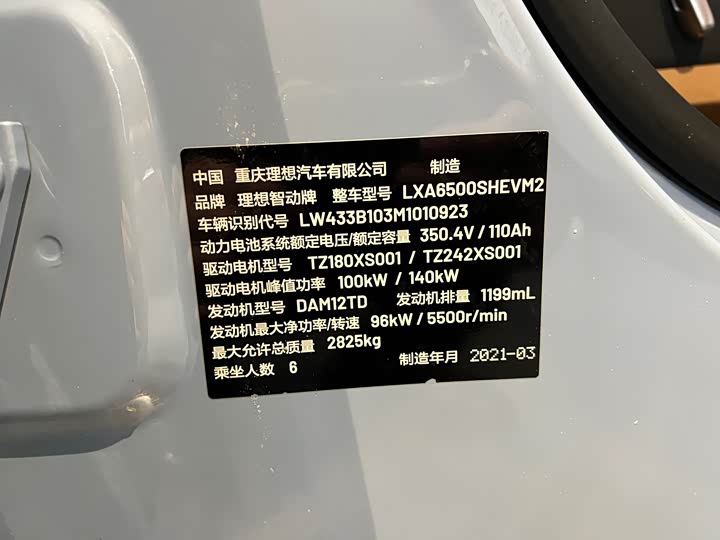 中国 重庆理想汽车有限公司 制造
品牌 理想智动牌 整车型号 LXA6500SHEVM2
车辆识别代号 LW433B103M1010923
动力电池系统额定电压/额定容量 350.4V / 110Ah
驱动电机型号 TZ180XS001 / TZ242XS001
驱动电机峰值功率 100kW / 140kW
发动机型号 DAM12TD 发动机排量 1199mL
发动机最大净功率/转速 96kW / 5500r/min
最大允许总质量 2825kg
乘坐人数 6 制造年月 2021-03